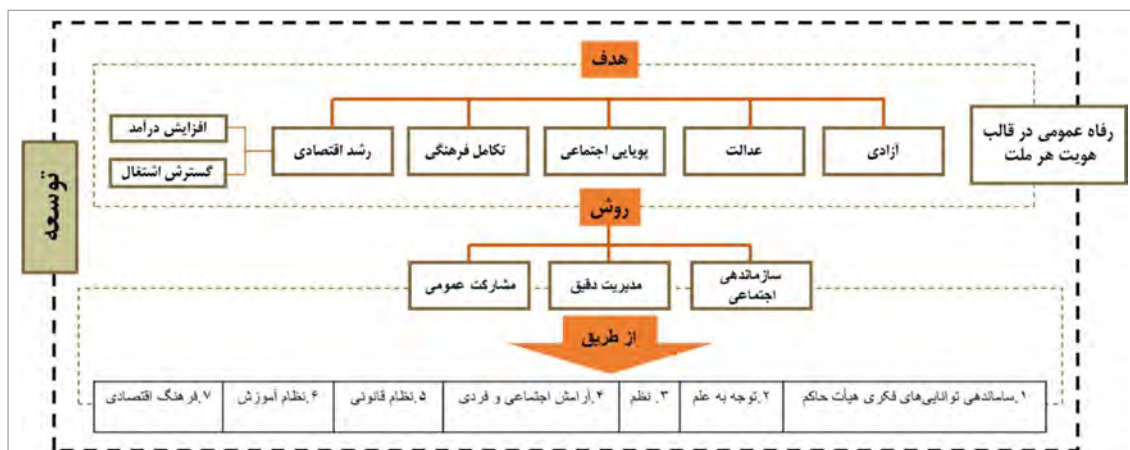 هدف
آزادی
عدالت
پویایی اجتماعی
تکامل فرهنگی
رشد اقتصادی
افزایش درآمد
گسترش اشتغال
رفاه عمومی در قالب
هویت هر ملت
توسعه
روش
سازماندهی
اجتماعی
مدیریت دقیق
مشارکت عمومی
از طریق
۱.ساماندهی توانایی‌های فکری هیأت حاکم
۲.توجه به علم
۳. نظم
۴.آرامش اجتماعی و فردی
۵.نظام قانونی
۶.نظام آموزش
۷.فرهنگ اقتصادی